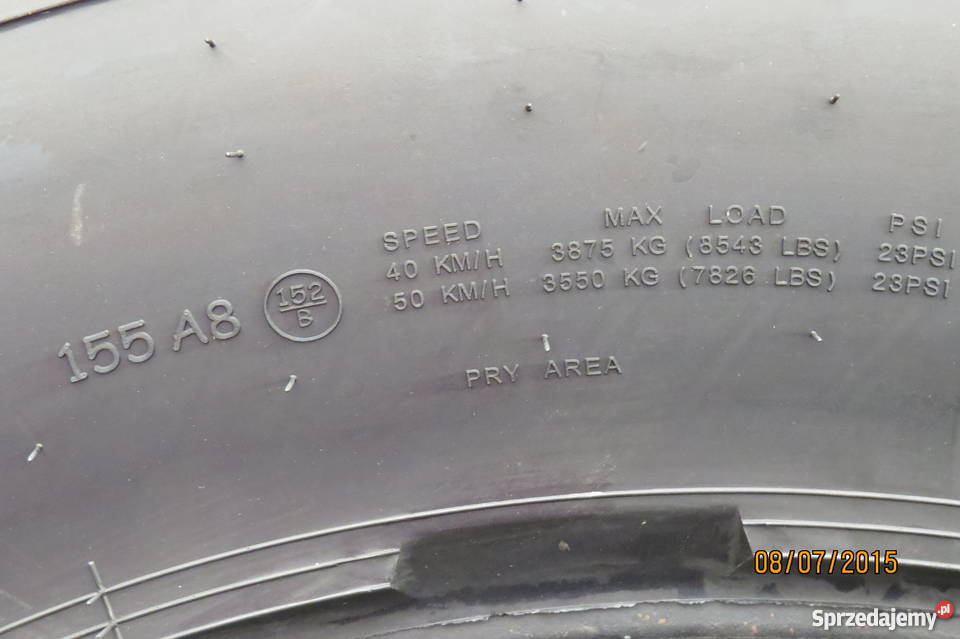 SPEED MAX LOAD PSI
40 KM/H 3875 KG (8543 LBS) 23PSI
50 KM/H 3550 KG (7826 LBS) 23PSI
155 A8 152
B
PRY AREA
08/07/2015
Sprzedajemy.pl